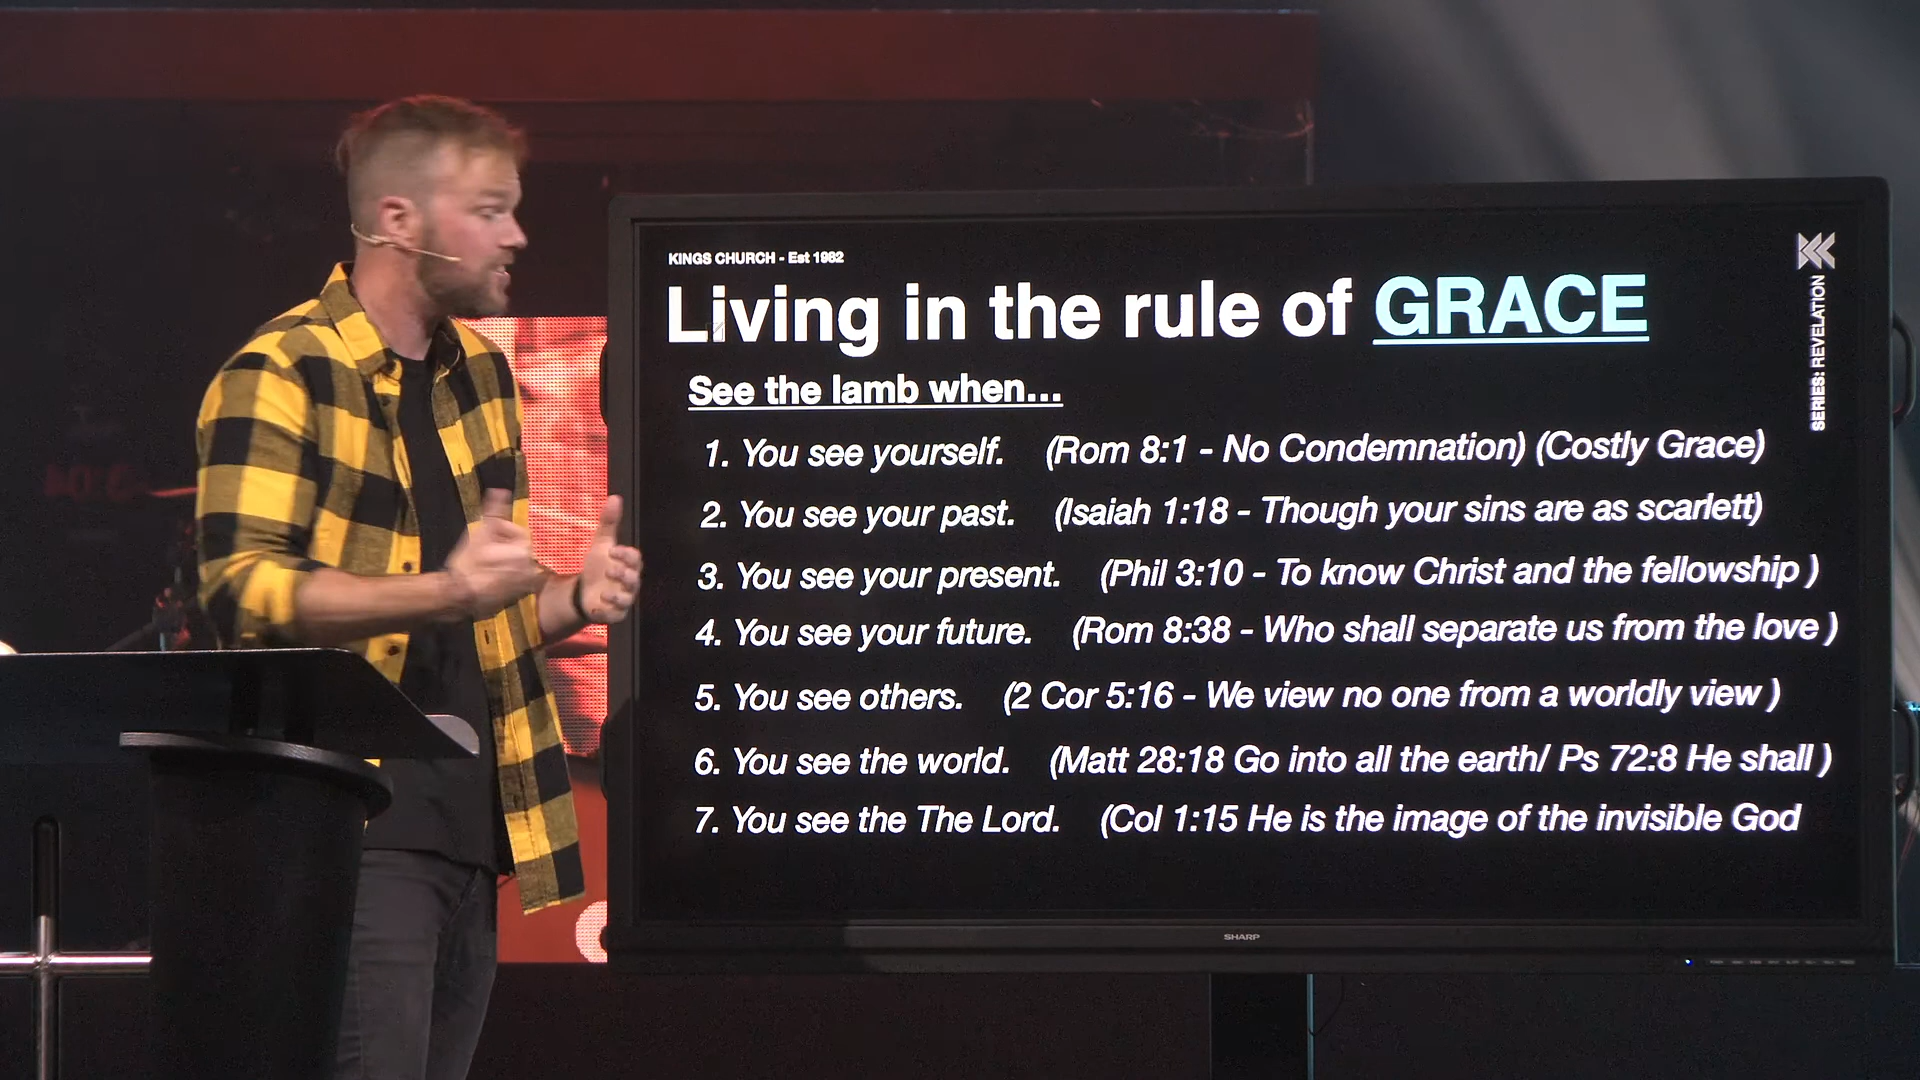 KINGS CHURCH - Est 1982
Living in the rule of GRACE
See the lamb when...
1. You see yourself. (Rom 8:1 - No Condemnation) (Costly Grace)
2. You see your past. (Isaiah 1:18 - Though your sins are as scarlett)
3. You see your present. (Phil 3:10 - To know Christ and the fellowship )
4. You see your future. (Rom 8:38 - Who shall separate us from the love )
5. You see others. (2 Cor 5:16 - We view no one from a worldly view )
6. You see the world. (Matt 28:18 Go into all the earth/ Ps 72:8 He shall )
7. You see the The Lord. (Col 1:15 He is the image of the invisible God
SERIES: REVELATION
SHARP